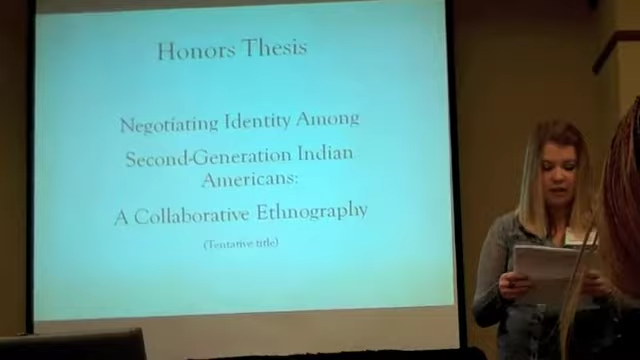 Honors Thesis
Negotiating Identity Among
Second-Generation Indian
Americans:
A Collaborative Ethnography
(Tentative title)